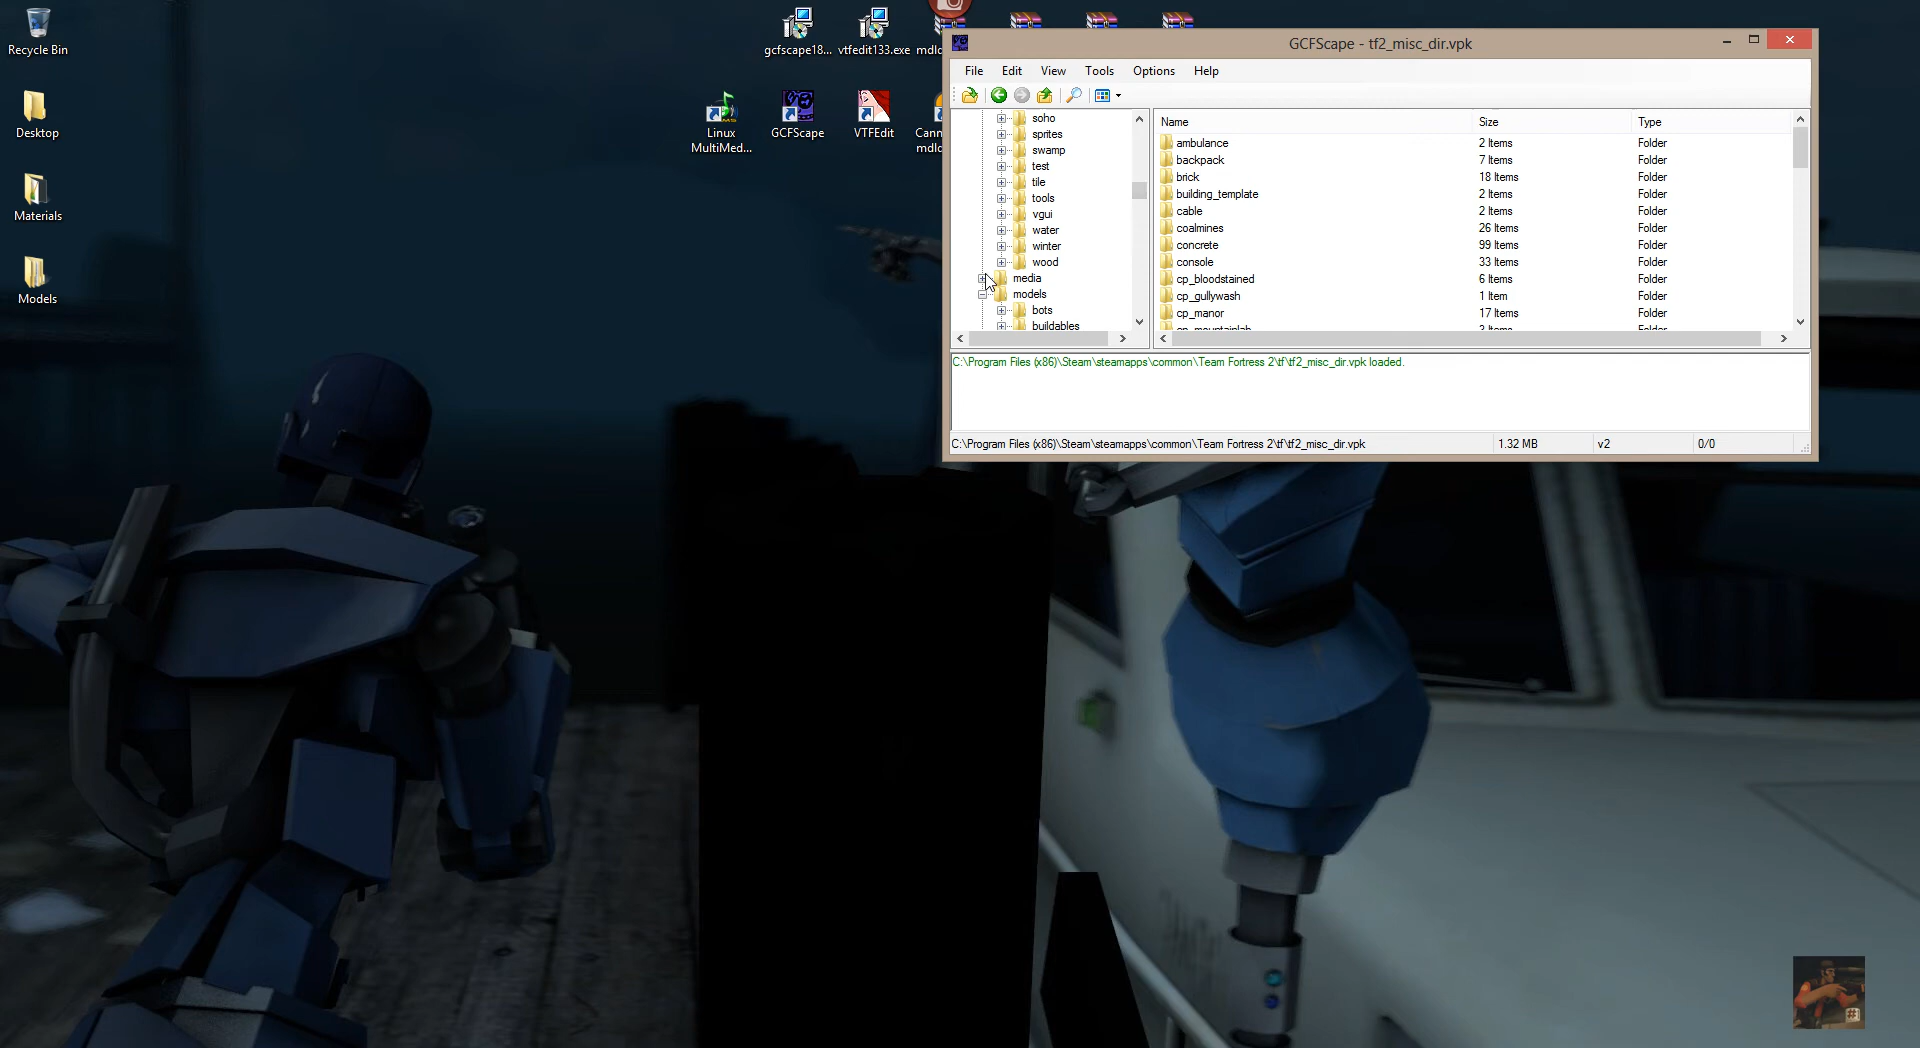 Recycle Bin
Desktop
Materials
Models
gcfscape18...
vtfedit133.exe
Linux
MultiMed...
GCFScape
VTFEdit
GCFScape - tf2_misc_dir.vpk
File Edit View Tools Options Help
soho
sprites
swamp
test
tile
tools
vgui
water
winter
wood
media
models
bots
buildables
Name Size Type
ambulance 2 Items Folder
backpack 7 Items Folder
brick 18 Items Folder
building_template 2 Items Folder
cable 2 Items Folder
coalmines 26 Items Folder
concrete 99 Items Folder
console 33 Items Folder
cp_bloodstained 6 Items Folder
cp_gullywash 1 Item Folder
cp_manor 17 Items Folder
C:\Program Files (x86)\Steam\steamapps\common\Team Fortress 2\tf\tf2_misc_dir.vpk loaded.
C:\Program Files (x86)\Steam\steamapps\common\Team Fortress 2\tf\tf2_misc_dir.vpk 1.32 MB v2 0/0